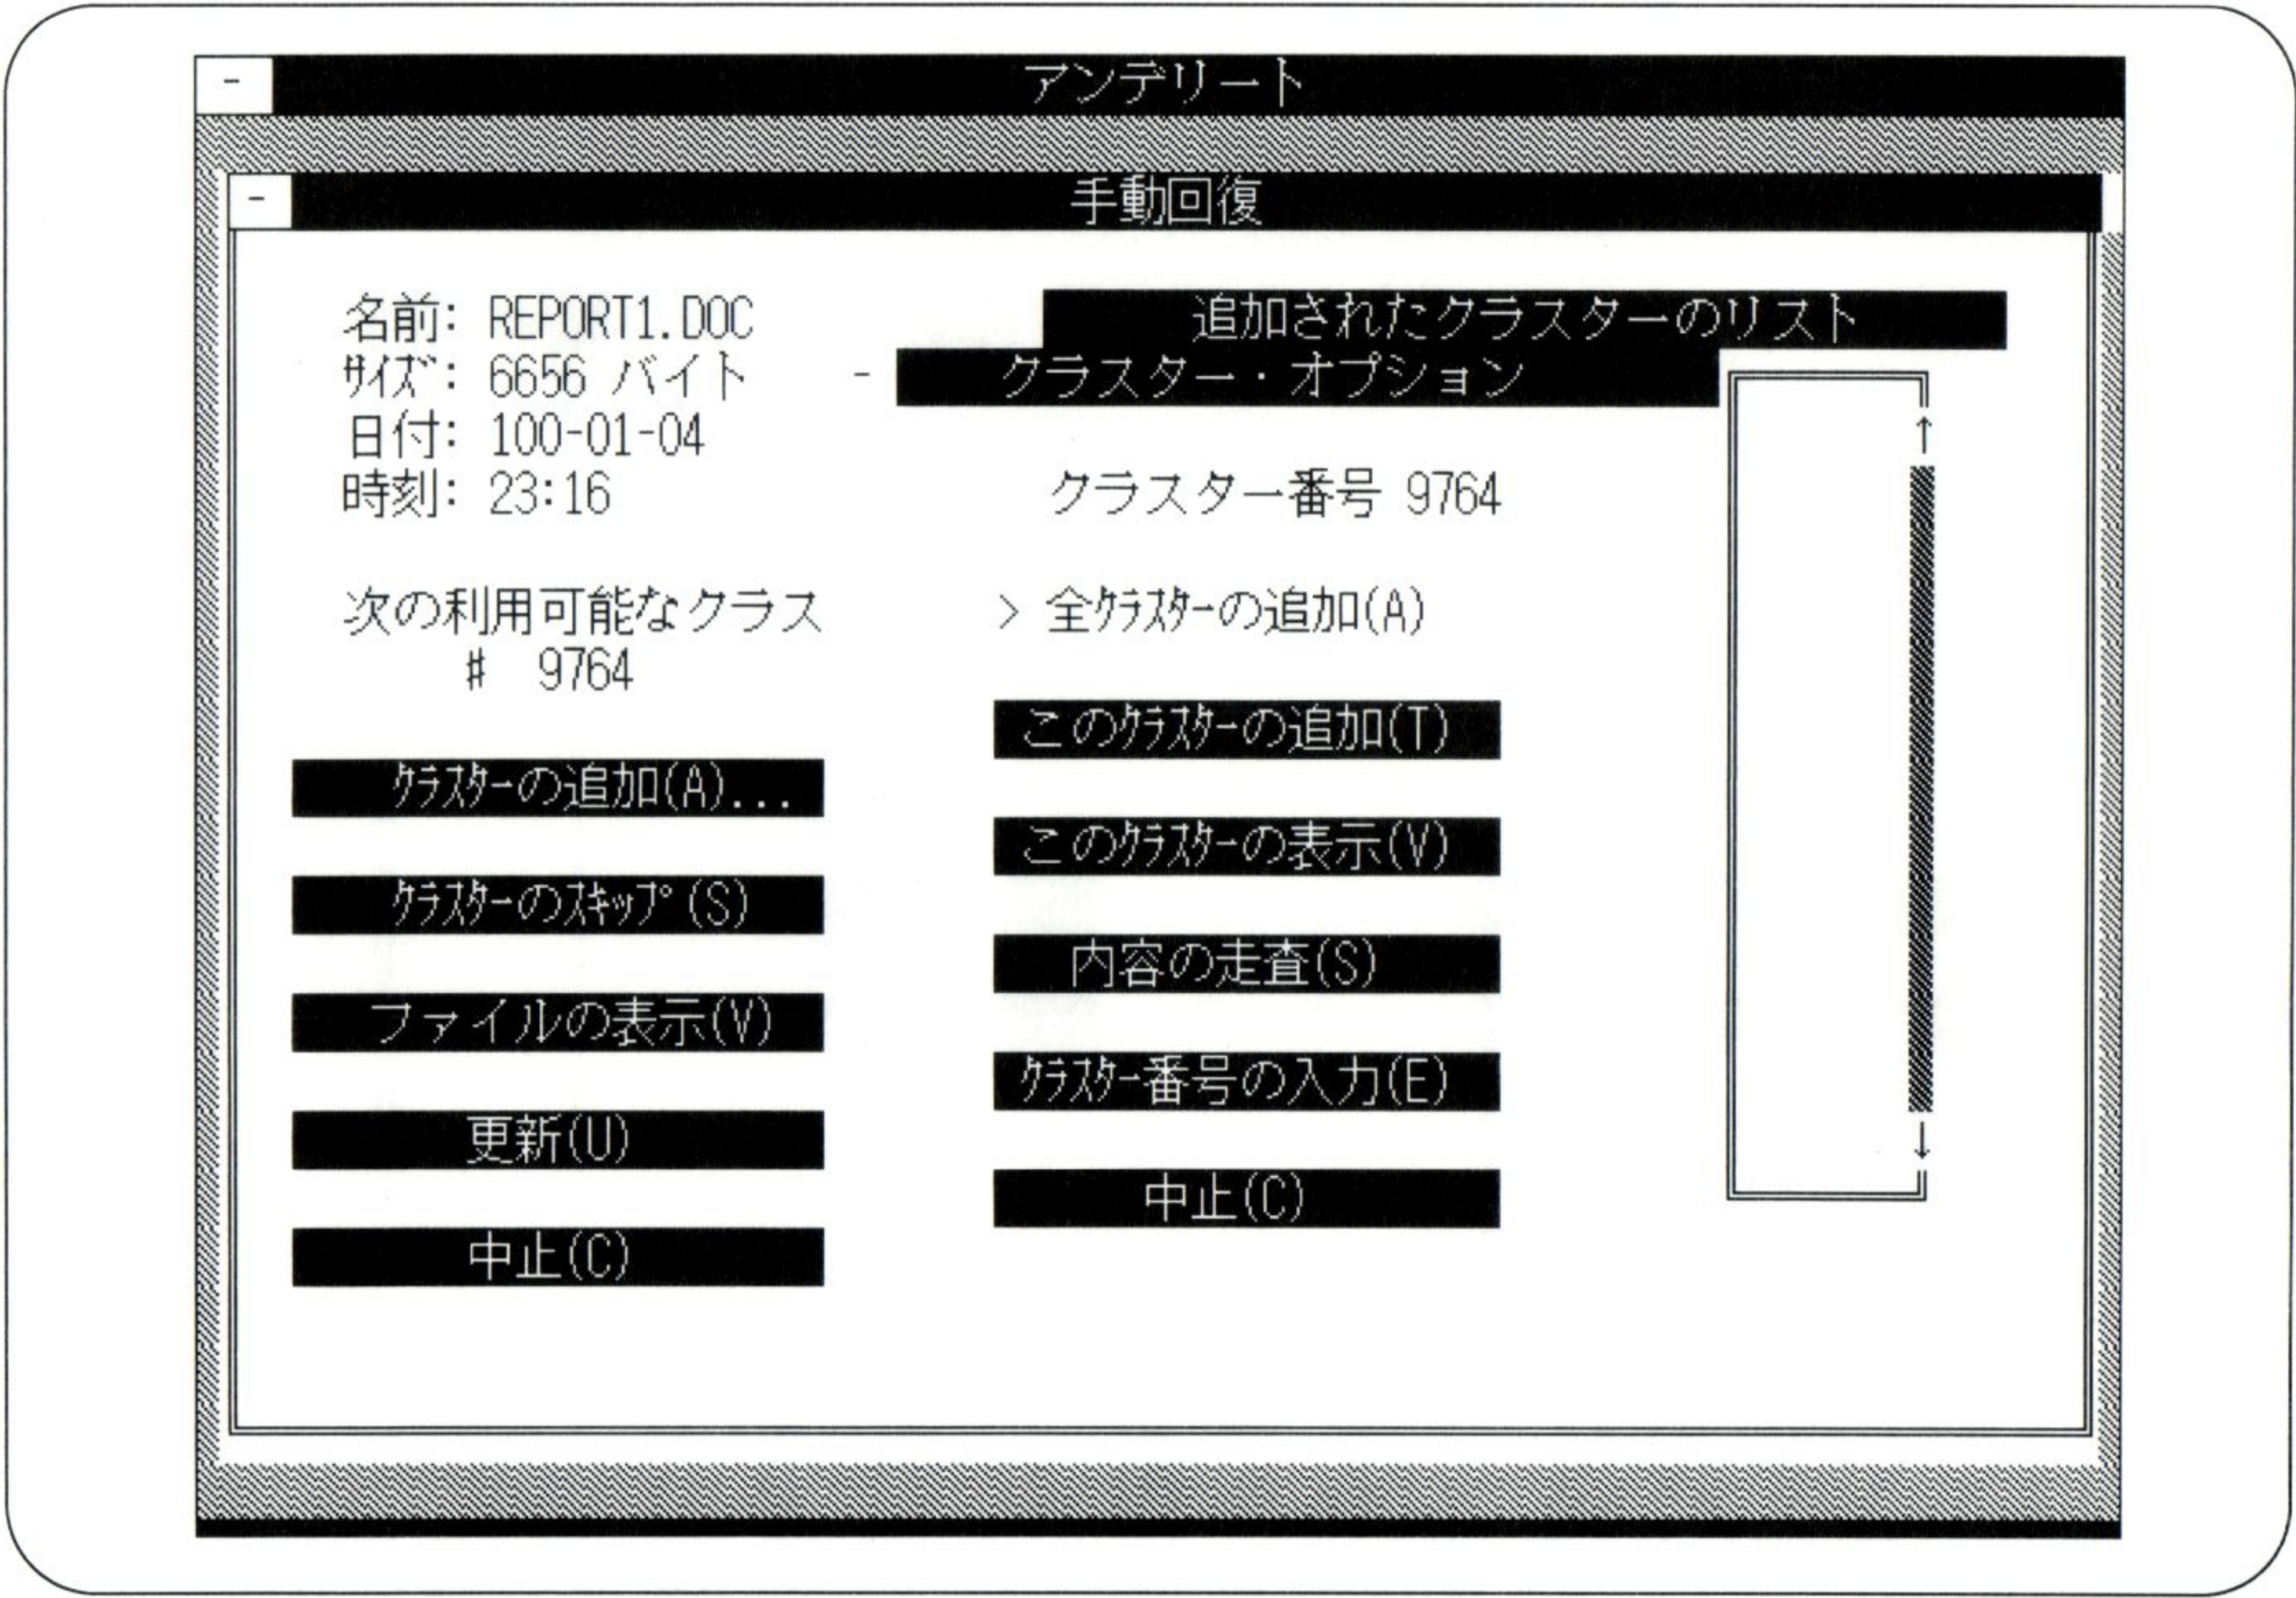 アンデリート
手動回復
名前: REPORT1.DOC
ｻｲｽﾞ: 6656 バイト
日付: 100-01-04
時刻: 23:16
次の利用可能なクラス
# 9764
ｸﾗｽﾀｰの追加(A)...
ｸﾗｽﾀｰのｽｷｯﾌﾟ(S)
ファイルの表示(V)
更新(U)
中止(C)
追加されたクラスターのリスト
- クラスター・オプション
クラスター番号 9764
> 全ｸﾗｽﾀｰの追加(A)
このｸﾗｽﾀｰの追加(T)
このｸﾗｽﾀｰの表示(V)
内容の走査(S)
ｸﾗｽﾀｰ番号の入力(E)
中止(C)